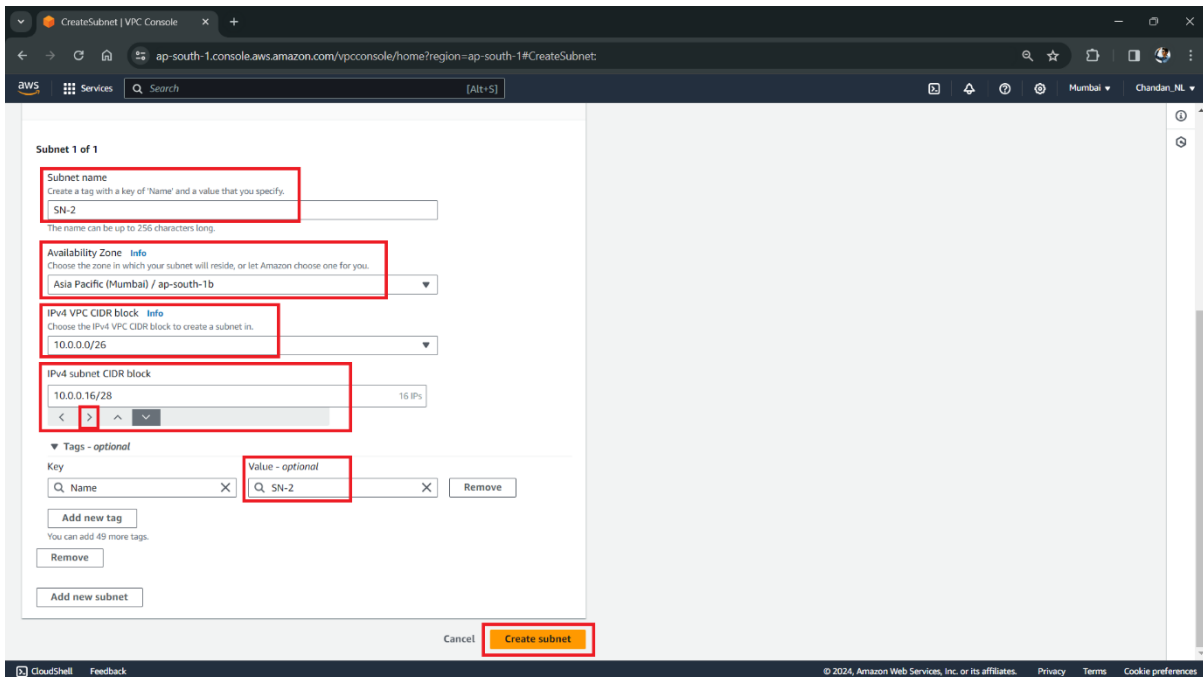 CreateSubnet | VPC Console
ap-south-1.console.aws.amazon.com/vpcconsole/home?region=ap-south-1#CreateSubnet:
aws Services Search [Alt+S] Mumbai Chandan_NL
Subnet 1 of 1
Subnet name
Create a tag with a key of 'Name' and a value that you specify.
SN-2
The name can be up to 256 characters long.
Availability Zone Info
Choose the zone in which your subnet will reside, or let Amazon choose one for you.
Asia Pacific (Mumbai) / ap-south-1b
IPv4 VPC CIDR block Info
Choose the IPv4 VPC CIDR block to create a subnet in.
10.0.0.0/26
IPv4 subnet CIDR block
10.0.0.16/28 16 IPs
Tags - optional
Key Value - optional
Name SN-2 Remove
Add new tag
You can add 49 more tags.
Remove
Add new subnet
Cancel Create subnet
CloudShell Feedback © 2024, Amazon Web Services, Inc. or its affiliates. Privacy Terms Cookie preferences